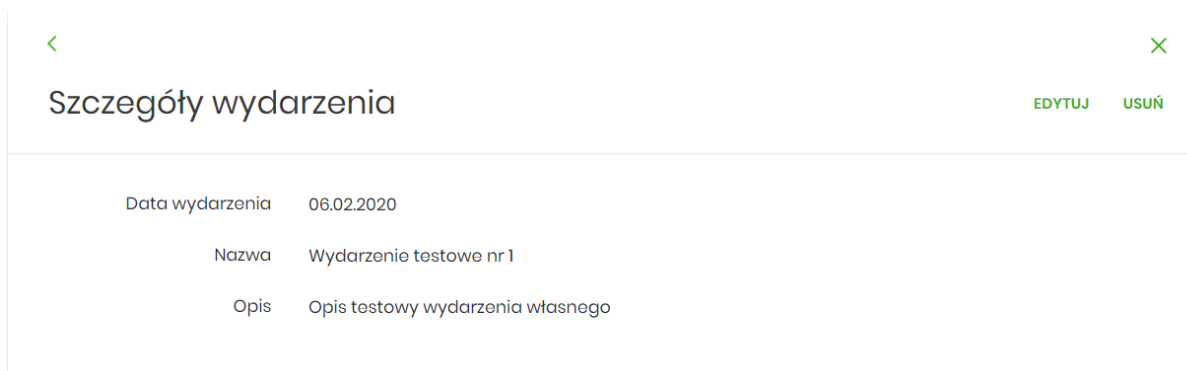 Szczegóły wydarzenia
EDYTUJ USUŃ
Data wydarzenia 06.02.2020
Nazwa Wydarzenie testowe nr 1
Opis Opis testowy wydarzenia własnego